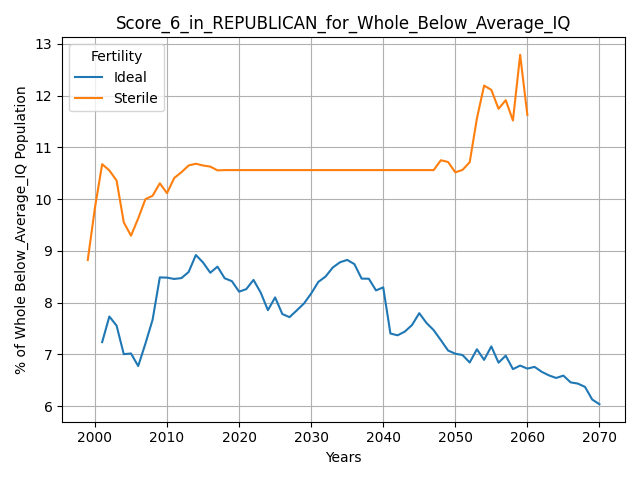 Score_6_in_REPUBLICAN_for_Whole_Below_Average_IQ
% of Whole Below_Average_IQ Population
13
12
11
10
9
8
7
6
Fertility
Ideal
Sterile
2000 2010 2020 2030 2040 2050 2060 2070
Years